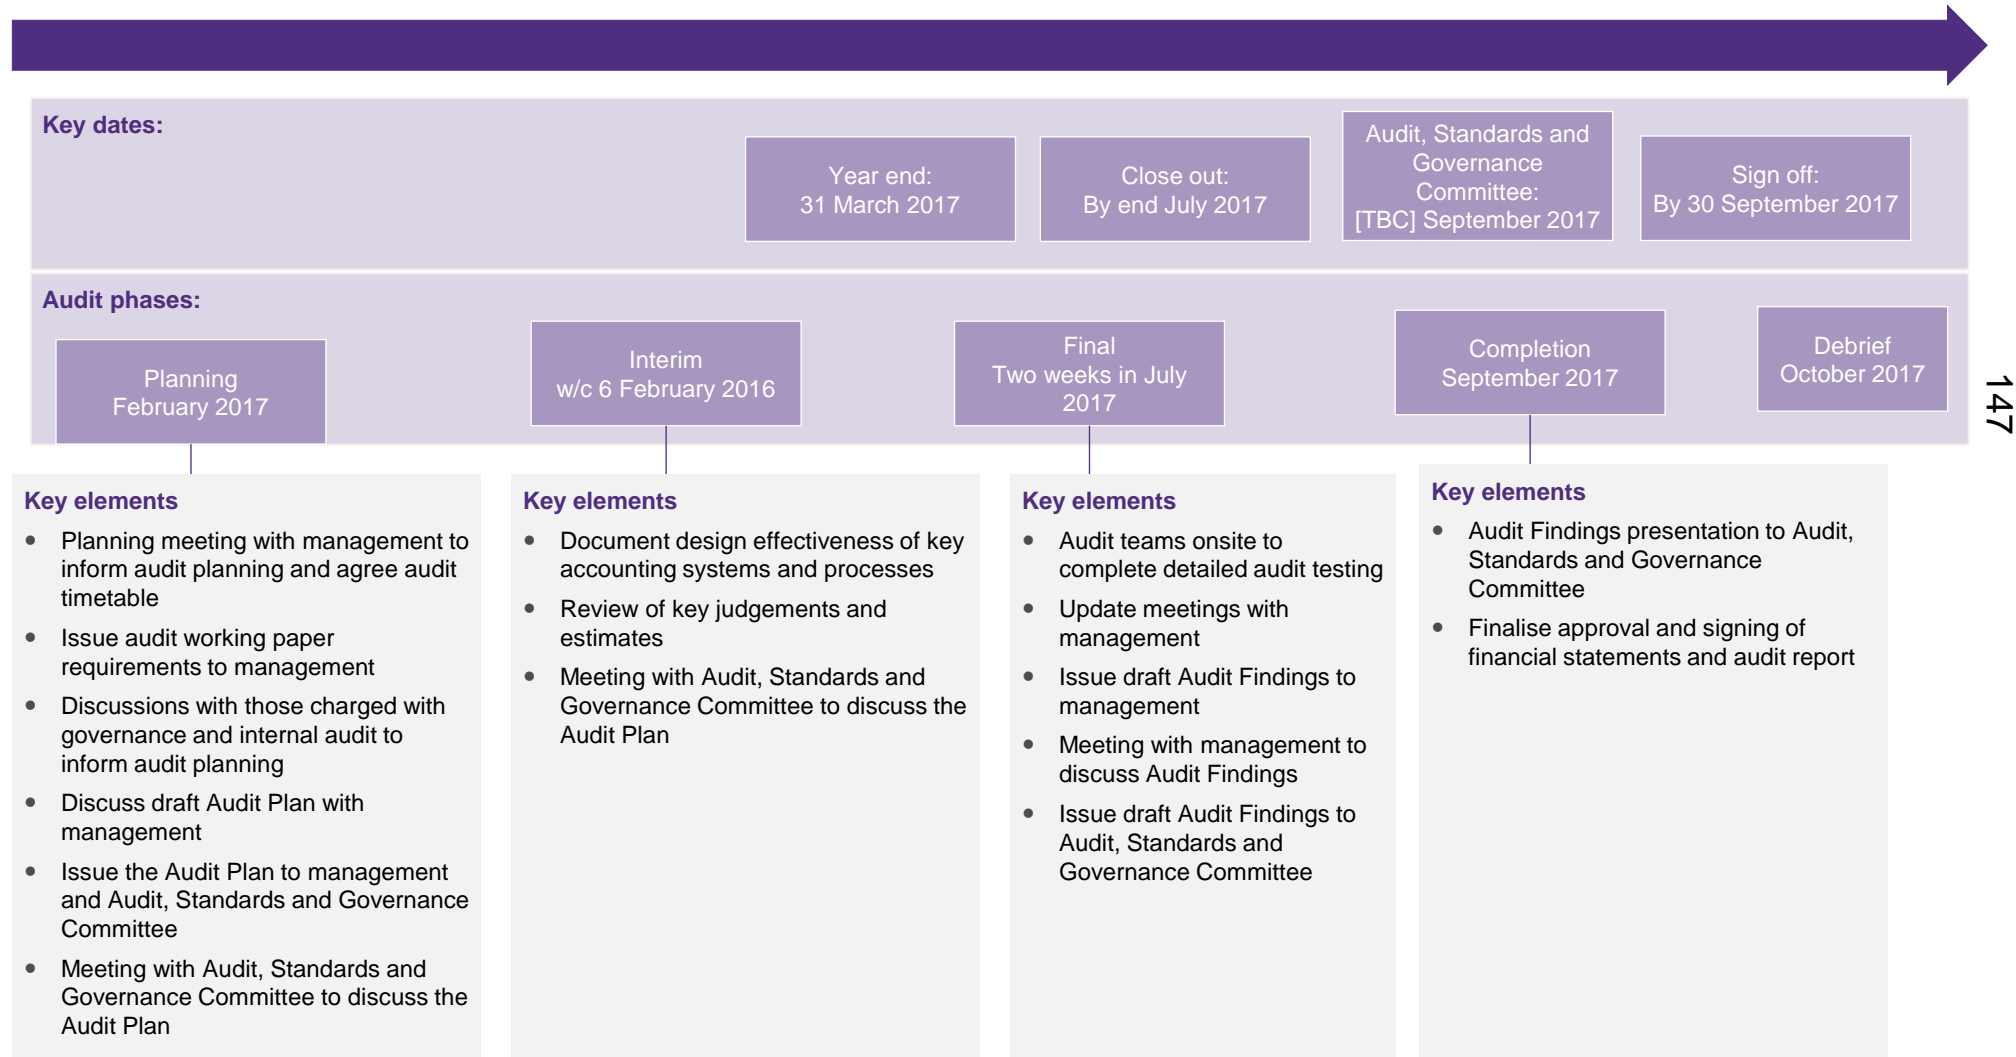 Key dates:
Year end:
31 March 2017
Close out:
By end July 2017
Audit, Standards and
Governance
Committee:
[TBC] September 2017
Sign off:
By 30 September 2017
Audit phases:
Planning
February 2017
Interim
w/c 6 February 2016
Final
Two weeks in July
2017
Completion
September 2017
Debrief
October 2017
147
Key elements
• Planning meeting with management to
inform audit planning and agree audit
timetable
• Issue audit working paper
requirements to management
• Discussions with those charged with
governance and internal audit to
inform audit planning
• Discuss draft Audit Plan with
management
• Issue the Audit Plan to management
and Audit, Standards and Governance
Committee
• Meeting with Audit, Standards and
Governance Committee to discuss the
Audit Plan
Key elements
• Document design effectiveness of key
accounting systems and processes
• Review of key judgements and
estimates
• Meeting with Audit, Standards and
Governance Committee to discuss the
Audit Plan
Key elements
• Audit teams onsite to
complete detailed audit testing
• Update meetings with
management
• Issue draft Audit Findings to
management
• Meeting with management to
discuss Audit Findings
• Issue draft Audit Findings to
Audit, Standards and
Governance Committee
Key elements
• Audit Findings presentation to Audit,
Standards and Governance
Committee
• Finalise approval and signing of
financial statements and audit report